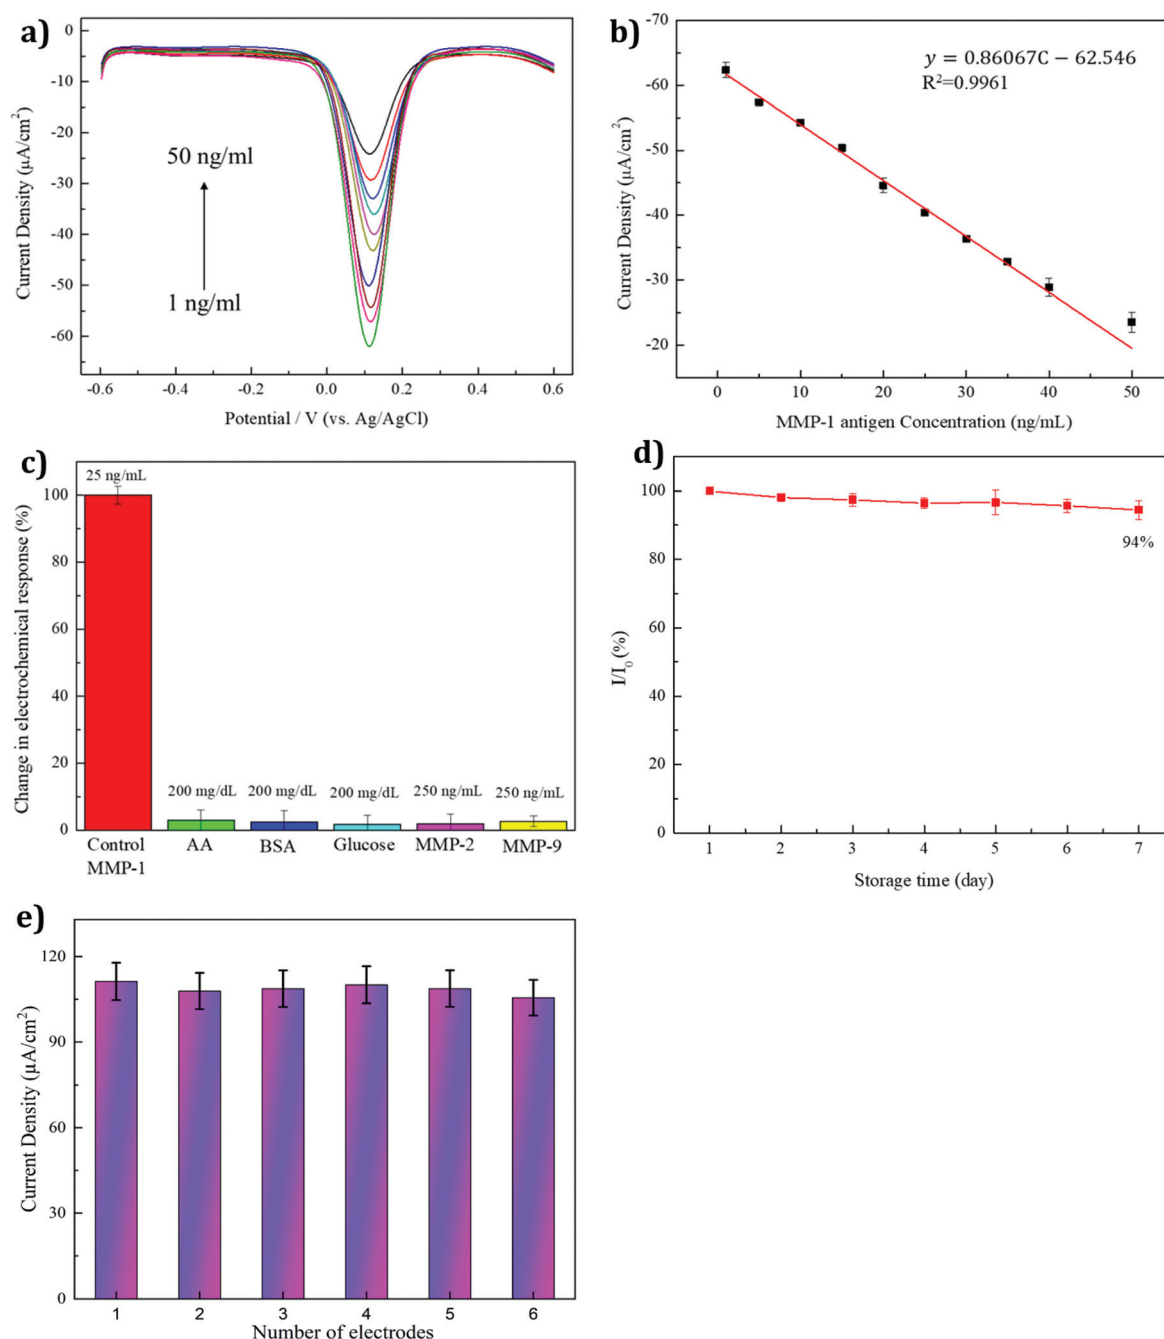 a)
0
-10
-20
-30
-40
-50
-60
Current Density (μA/cm²)
50 ng/ml
1 ng/ml
-0.6
-0.4
-0.2
0.0
0.2
0.4
0.6
Potential / V (vs. Ag/AgCl)
b)
-70
-60
-50
-40
-30
-20
Current Density (μA/cm²)
y = 0.86067C − 62.546
R²=0.9961
0
10
20
30
40
50
MMP-1 antigen Concentration (ng/mL)
c)
100
80
60
40
20
0
Change in electrochemical response (%)
25 ng/mL
200 mg/dL
200 mg/dL
200 mg/dL
250 ng/mL
250 ng/mL
Control
MMP-1
AA
BSA
Glucose
MMP-2
MMP-9
d)
100
80
60
40
20
0
I/I₀ (%)
94%
1
2
3
4
5
6
7
Storage time (day)
e)
120
90
60
30
0
Current Density (μA/cm²)
1
2
3
4
5
6
Number of electrodes